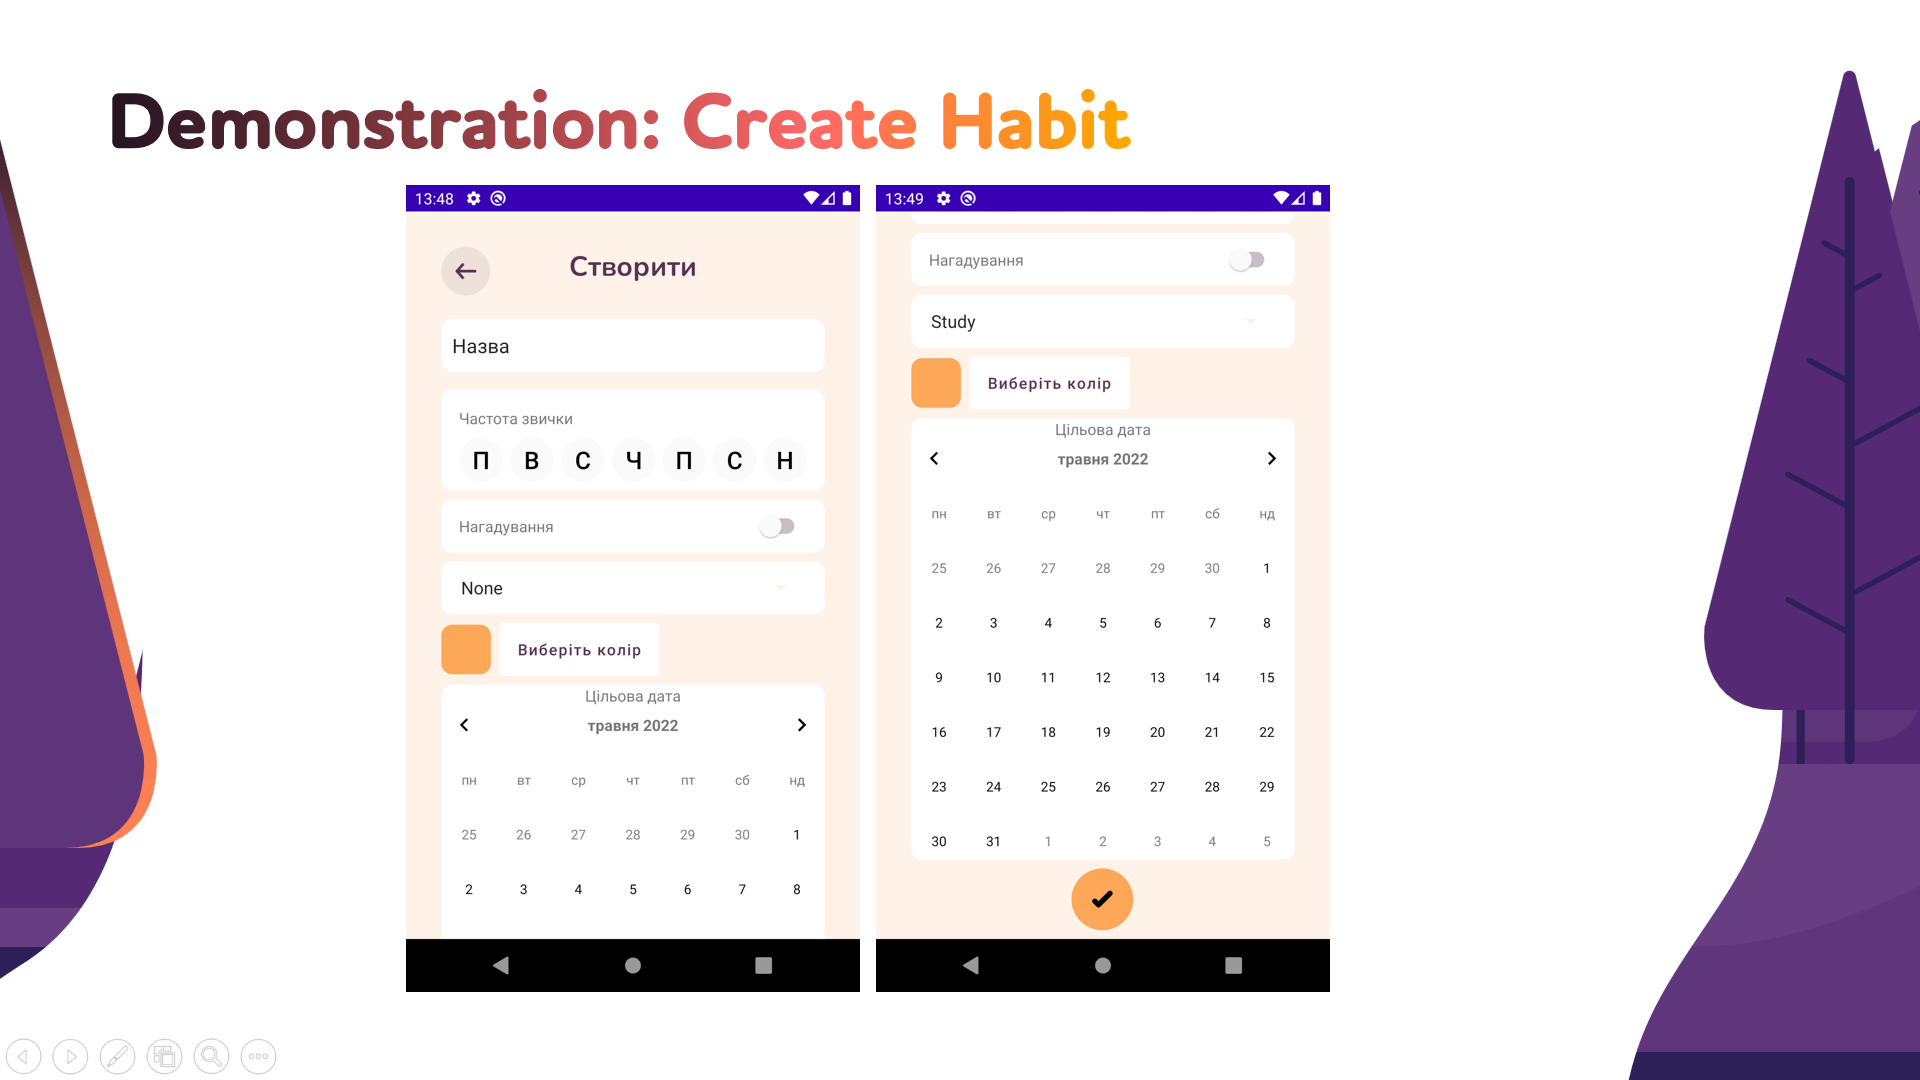 Demonstration: Create Habit
13:48
Створити
Назва
Частота звички
П В С Ч П С Н
Нагадування
None
Виберіть колір
Цільова дата
травня 2022
пн вт ср чт пт сб нд
25 26 27 28 29 30 1
2 3 4 5 6 7 8
13:49
Нагадування
Study
Виберіть колір
Цільова дата
травня 2022
пн вт ср чт пт сб нд
25 26 27 28 29 30 1
2 3 4 5 6 7 8
9 10 11 12 13 14 15
16 17 18 19 20 21 22
23 24 25 26 27 28 29
30 31 1 2 3 4 5